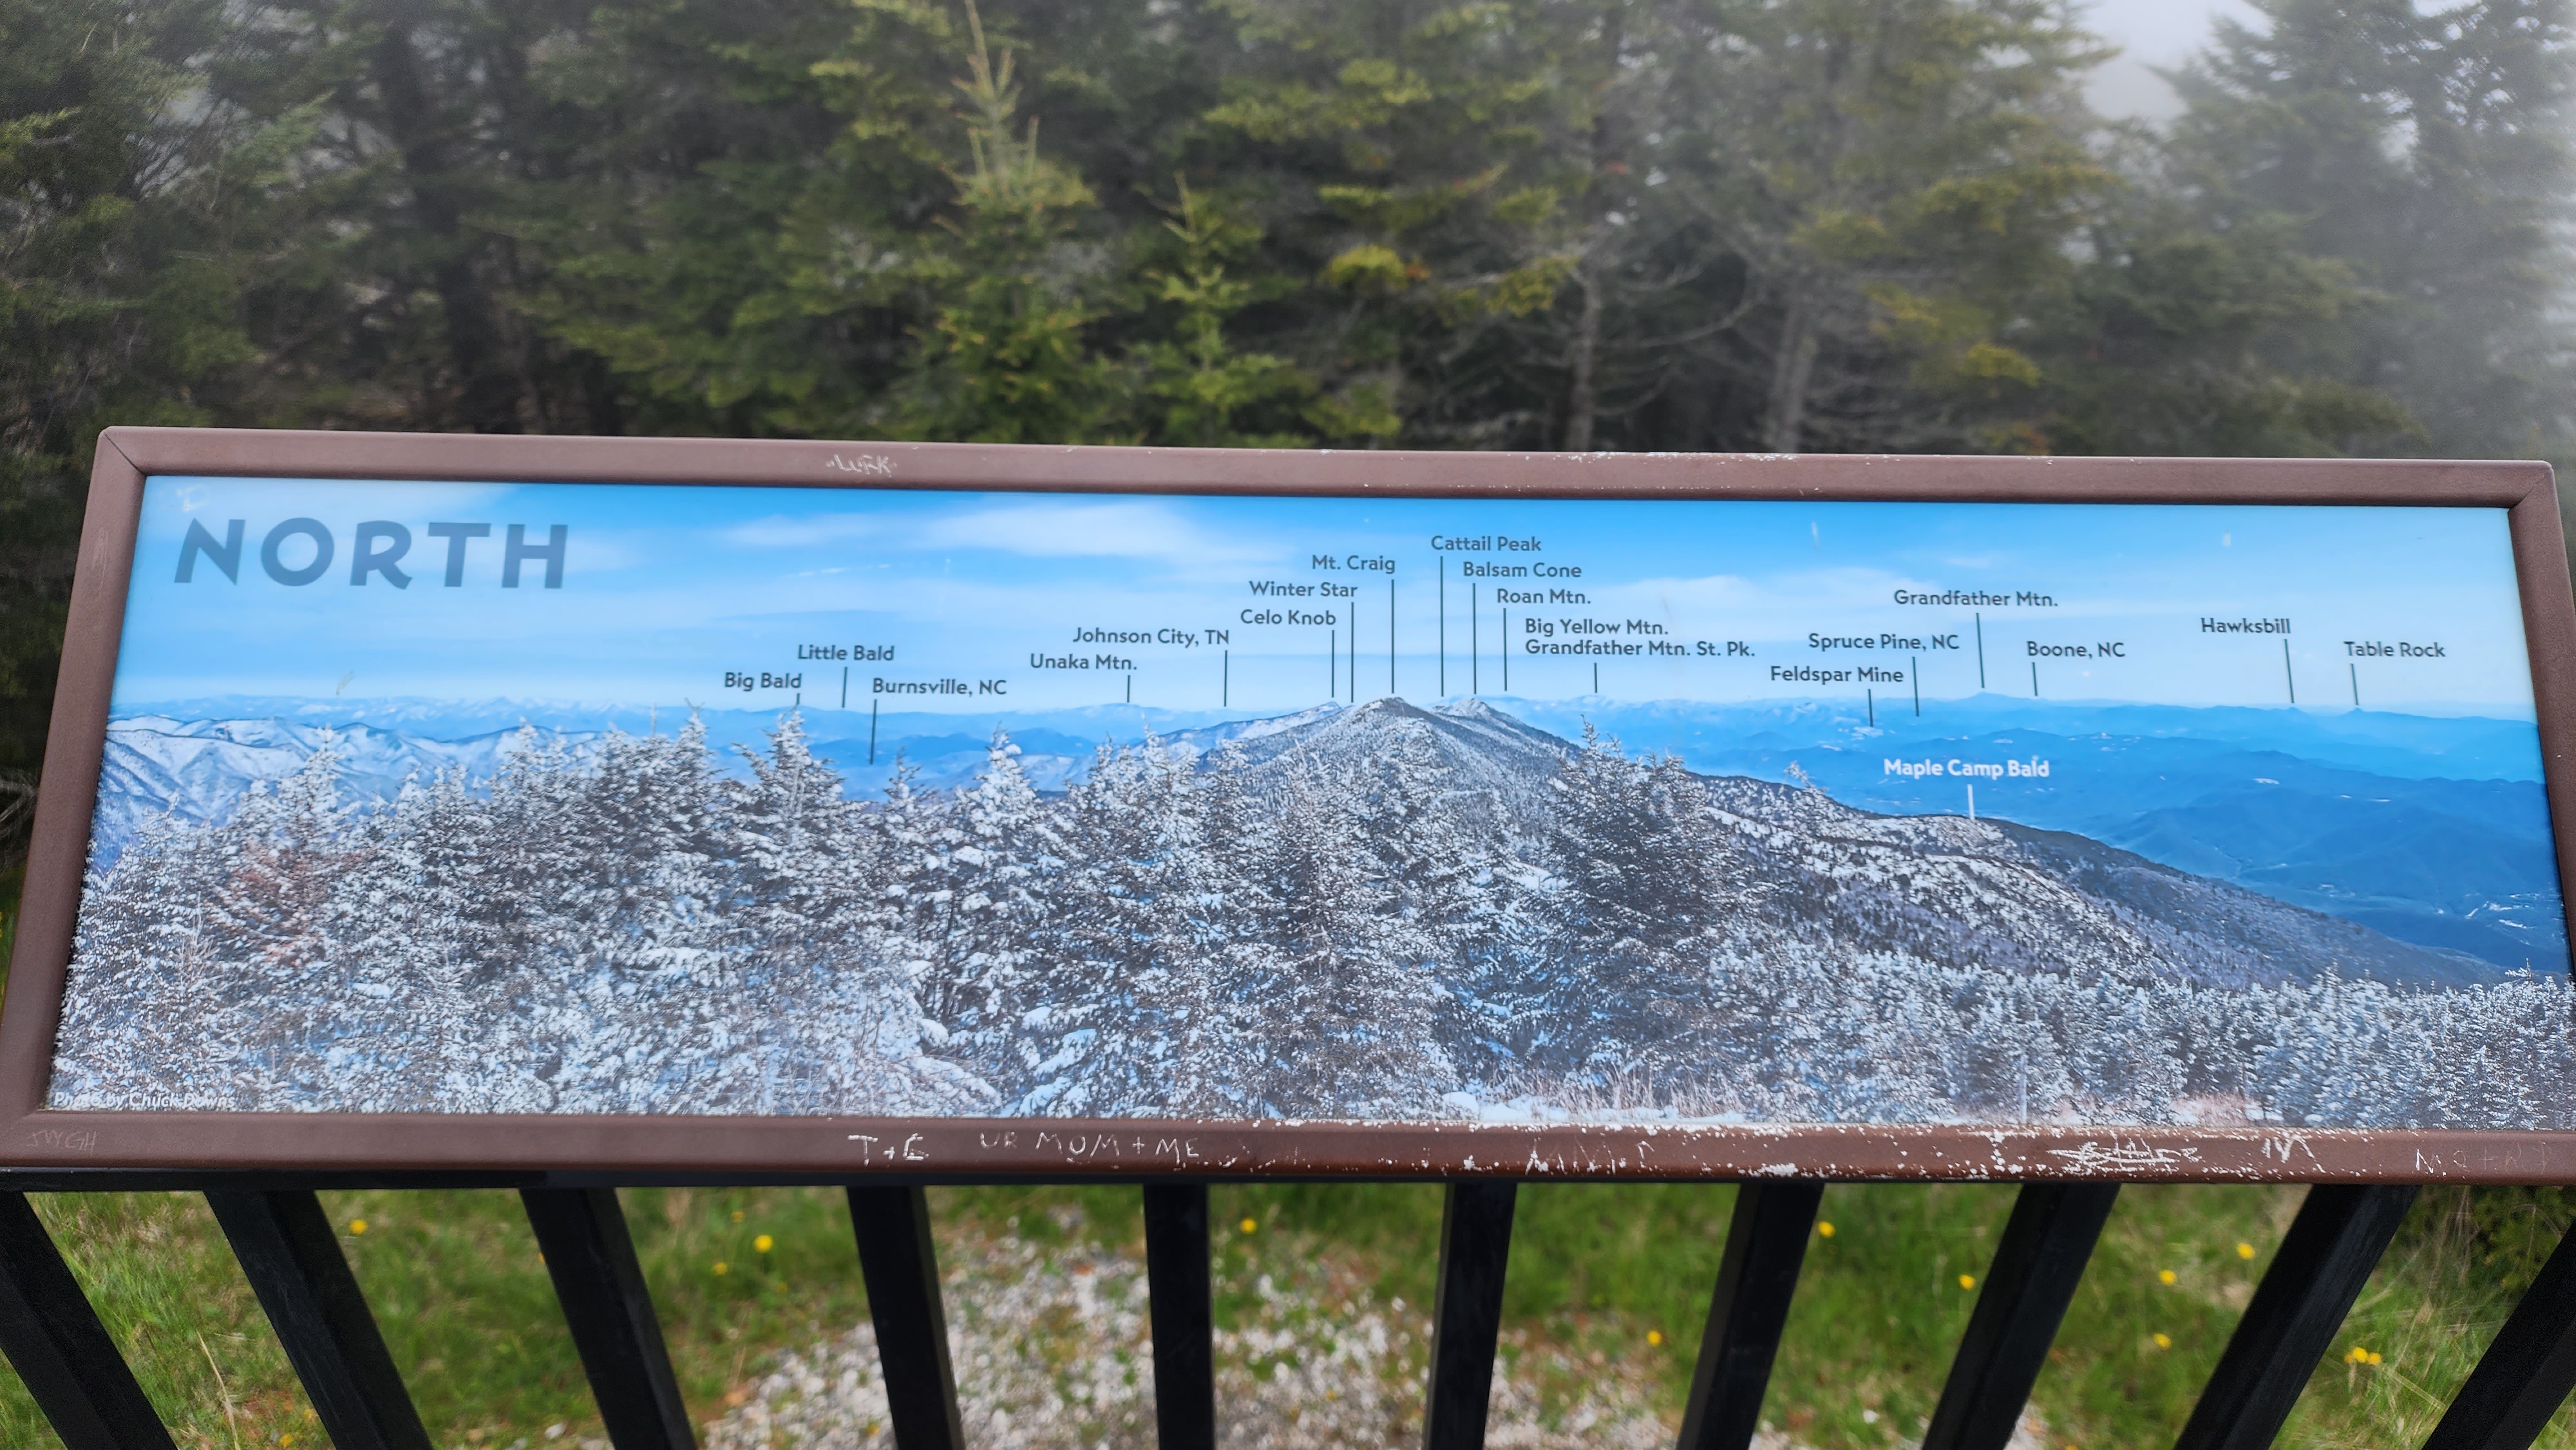 LURK
NORTH
Big Bald
Little Bald
Burnsville, NC
Unaka Mtn.
Johnson City, TN
Celo Knob
Winter Star
Mt. Craig
Cattail Peak
Balsam Cone
Roan Mtn.
Big Yellow Mtn.
Grandfather Mtn. St. Pk.
Feldspar Mine
Spruce Pine, NC
Grandfather Mtn.
Boone, NC
Hawksbill
Table Rock
Maple Camp Bald
Photo by Chuck Downs
T+E
UR MOM + ME